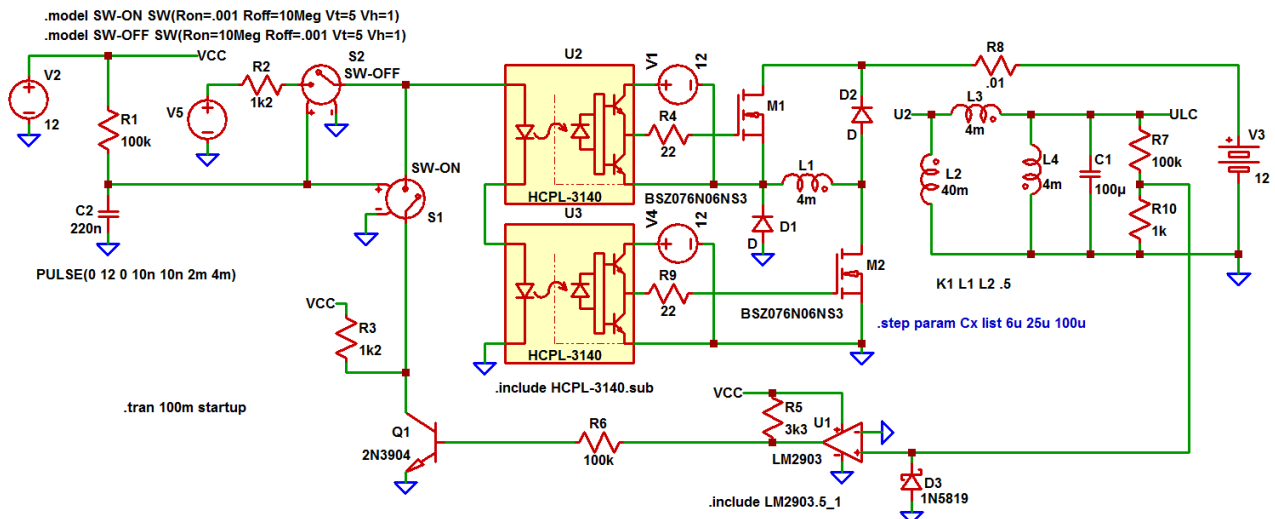 .model SW-ON SW(Ron=.001 Roff=10Meg Vt=5 Vh=1)
.model SW-OFF SW(Ron=10Meg Roff=.001 Vt=5 Vh=1)
V2
12
VCC
R1
100k
C2
220n
V5
R2
1k2
S2
SW-OFF
SW-ON
S1
PULSE(0 12 0 10n 10n 2m 4m)
U2
HCPL-3140
V1
12
R4
22
M1
BSZ076N06NS3
U3
HCPL-3140
V4
12
R9
22
M2
BSZ076N06NS3
D1
D
L1
4m
D2
D
R8
.01
U2
L3
4m
L2
40m
L4
4m
C1
100µ
ULC
R7
100k
R10
1k
V3
12
K1 L1 L2 .5
.step param Cx list 6u 25u 100u
VCC
R3
1k2
.include HCPL-3140.sub
.tran 100m startup
Q1
2N3904
R6
100k
VCC
R5
3k3
U1
LM2903
D3
1N5819
.include LM2903.5_1